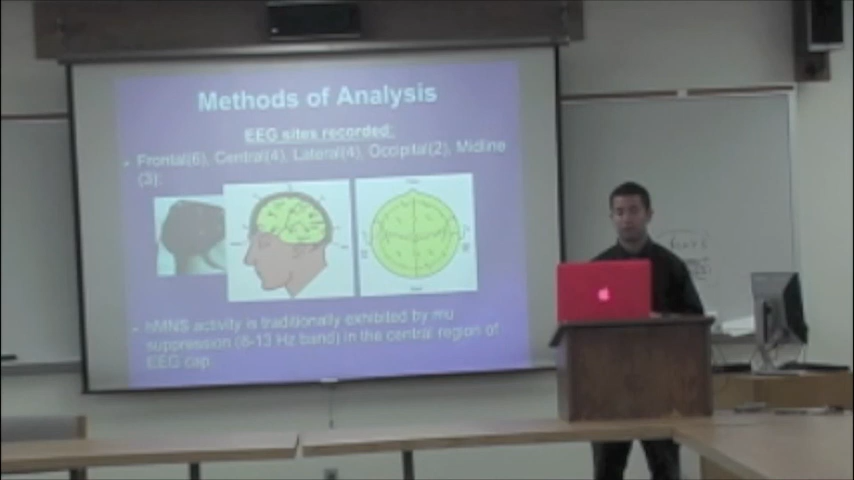 Methods of Analysis
EEG sites recorded:
Frontal(6), Central(4), Lateral(4), Occipital(2), Midline
(3):
hMNS activity is traditionally exhibited by mu
suppression (8-13 Hz band) in the central region of
EEG cap.